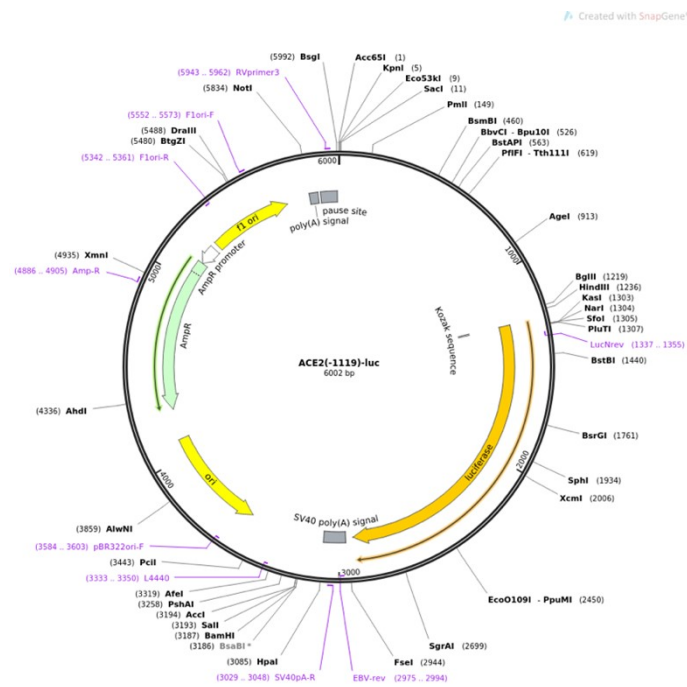 Created with SnapGene
(5992) BsgI
(5943 .. 5962) RVprimer3
(5834) NotI
(5552 .. 5573) F1ori-F
(5488) DraIII
(5480) BtgZI
(5342 .. 5361) F1ori-R
(4935) XmnI
(4886 .. 4905) Amp-R
(4336) AhdI
(3859) AlwNI
(3584 .. 3603) pBR322ori-F
(3443) PciI
(3333 .. 3350) L4440
(3319) AfeI
(3258) PshAI
(3194) AccI
(3193) SalI
(3187) BamHI
(3186) BsaBI *
(3085) HpaI
(3029 .. 3048) SV40pA-R
Acc65I (1)
KpnI (5)
Eco53kI (9)
SacI (11)
PmlI (149)
BsmBI (460)
BbvCI - Bpu10I (526)
BstAPI (563)
PflFI - Tth111I (619)
AgeI (913)
BglII (1219)
HindIII (1236)
KasI (1303)
NarI (1304)
SfoI (1305)
PluTI (1307)
LucNrev (1337 .. 1355)
BstBI (1440)
BsrGI (1761)
SphI (1934)
XcmI (2006)
EcoO109I - PpuMI (2450)
SgrAI (2699)
FseI (2944)
EBV-rev (2975 .. 2994)
6000
1000
2000
3000
4000
5000
pause site
poly(A) signal
f1 ori
AmpR promoter
AmpR
ori
Kozak sequence
luciferase
SV40 poly(A) signal
ACE2(-1119)-luc
6002 bp